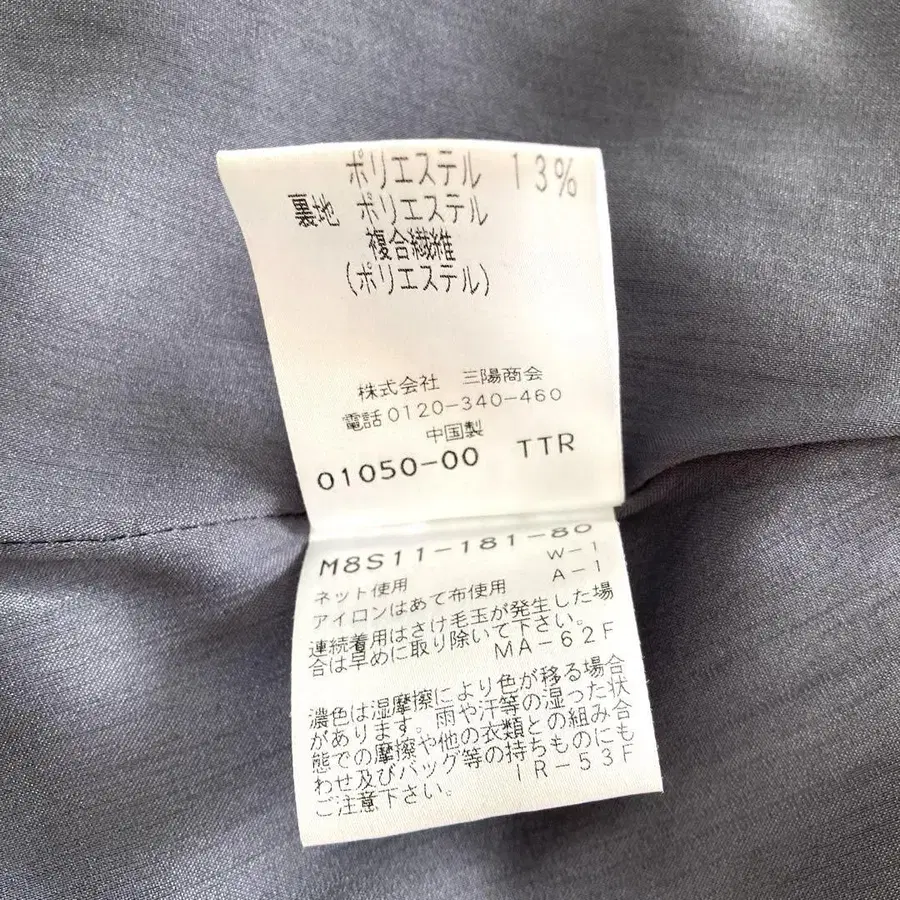 ポリエステル 13%
裏地 ポリエステル
複合繊維
(ポリエステル)
株式会社 三陽商会
電話0120-340-460
中国製
01050-00 TTR
M8S11-181-80
ネット使用 W-1
アイロンはあて布使用 A-1
連続着用はさけ毛玉が発生した場
合は早めに取り除いて下さい。
MA-62F
濃色は湿摩擦により色が移る場合
があります。雨や汗等の湿った状
態での摩擦や他の衣類との組み合
わせ及びバッグ等の持ちものにも
ご注意下さい。 IR-53F